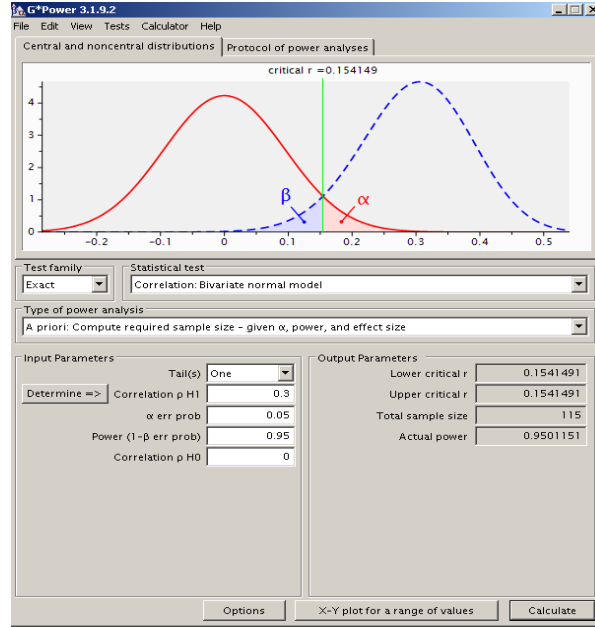 G*Power 3.1.9.2
File Edit View Tests Calculator Help
Central and noncentral distributions Protocol of power analyses
critical r =0.154149
4
3
2
1
0
β α
-0.2 -0.1 0 0.1 0.2 0.3 0.4 0.5
Test family Statistical test
Exact Correlation: Bivariate normal model
Type of power analysis
A priori: Compute required sample size – given α, power, and effect size
Input Parameters Output Parameters
Tail(s) One Lower critical r 0.1541491
Determine => Correlation ρ H1 0.3 Upper critical r 0.1541491
α err prob 0.05 Total sample size 115
Power (1-β err prob) 0.95 Actual power 0.9501151
Correlation ρ H0 0
Options X-Y plot for a range of values Calculate